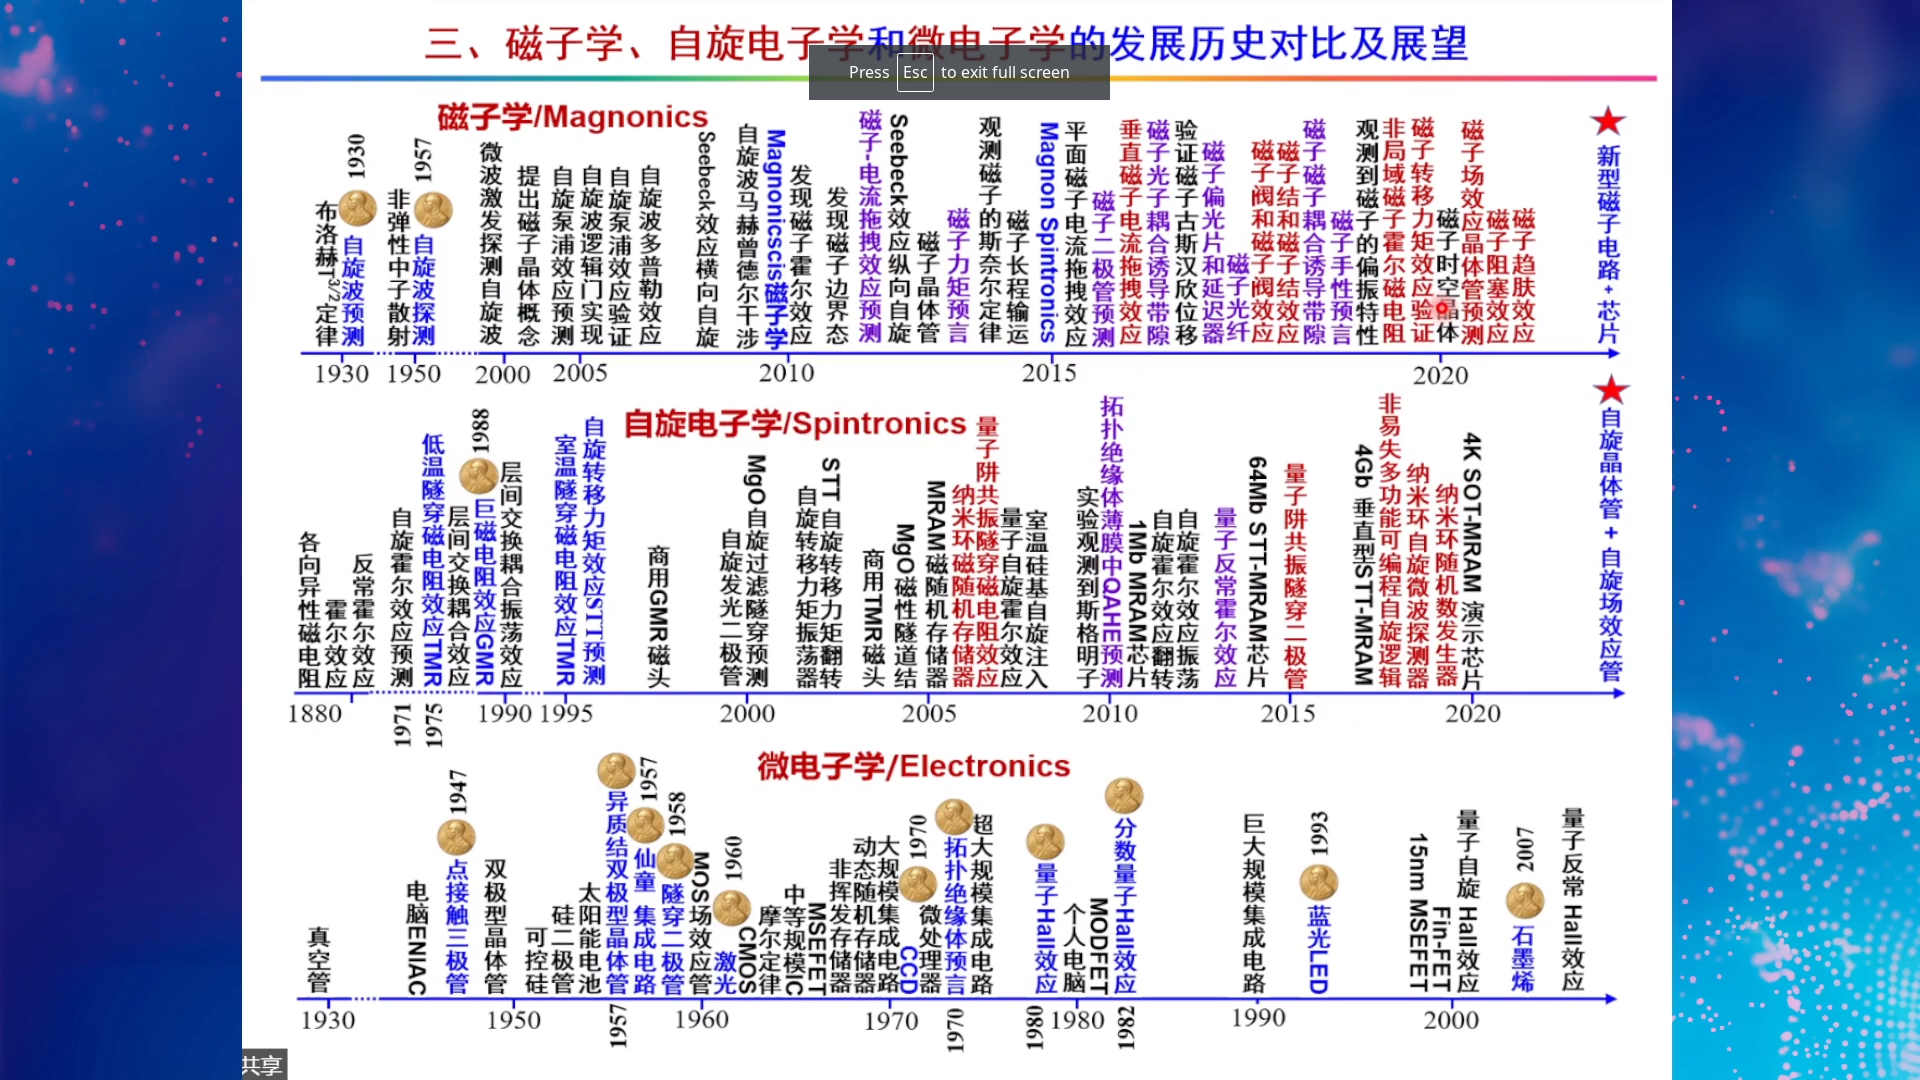 三、磁子学、自旋电子学和微电子学的发展历史对比及展望
Press Esc to exit full screen
磁子学/Magnonics
布洛赫T3/2定律
1930
自旋波预测
非弹性中子散射
1957
自旋波探测
微波激发探测自旋波
提出磁子晶体概念
自旋泵浦效应预测
自旋波逻辑门实现
自旋泵浦效应验证
自旋波多普勒效应
Seebeck效应横向自旋
自旋波马赫曾德尔干涉
发现磁子霍尔效应
发现磁子边界态
磁子-电流拖拽效应预测
Seebeck效应纵向自旋
磁子晶体管
磁子力矩预言
观测磁子的斯奈尔定律
磁子长程输运
Magnon Spintronics
平面磁子电流拖拽效应
磁子二极管预测
垂直磁子电流拖拽效应
磁子光子耦合诱导带隙
验证磁子古斯汉欣位移
磁子偏光片和延迟器
磁子光纤
磁子阀和磁子阀效应
磁子结和磁子结效应
磁子磁子耦合诱导带隙
磁子手性预言
观测到磁子的偏振特性
非局域磁子霍尔磁电阻
磁子转移力矩效应验证
磁子时空晶体
磁子场效应晶体管预测
磁子阻塞效应
磁子趋肤效应
新型磁子电路+芯片
1930 1950 2000 2005 2010 2015 2020
自旋电子学/Spintronics
各向异性磁电阻
霍尔效应
反常霍尔效应
自旋霍尔效应预测
低温隧穿磁电阻效应TMR
层间交换耦合效应
1988
巨磁电阻效应GMR
层间交换耦合振荡效应
室温隧穿磁电阻效应TMR
自旋转移力矩效应STT预测
商用GMR磁头
自旋发光二极管
MgO自旋过滤隧穿预测
自旋转移力矩振荡器
STT 自旋转移力矩翻转
商用TMR磁头
MgO 磁性隧道结
MRAM磁随机存储器
纳米环磁随机存储器
量子阱共振隧穿磁电阻效应
量子自旋霍尔效应
室温硅基自旋注入
实验观测到斯格明子
拓扑绝缘体薄膜中QAHE预测
1Mb MRAM芯片
自旋霍尔效应翻转
自旋霍尔效应振荡
量子反常霍尔效应
64Mb STT-MRAM芯片
量子阱共振隧穿二极管
4Gb 垂直型STT-MRAM
非易失多功能可编程自旋逻辑
纳米环自旋微波探测器
纳米环随机数发生器
4K SOT-MRAM 演示芯片
自旋晶体管+自旋场效应管
1880 1971 1975 1990 1995 2000 2005 2010 2015 2020
微电子学/Electronics
真空管
电脑ENIAC
1947
点接触三极管
双极型晶体管
可控硅
硅二极管
太阳能电池
异质结双极型晶体管
1957
仙童 集成电路
1958
隧穿二极管
MOS场效应管
1960
激光
CMOS
摩尔定律
中等规模IC
MSEFET
非挥发存储器
动态随机存储器
大规模集成电路
1970
CCD
微处理器
拓扑绝缘体预言
超大规模集成电路
量子Hall效应
个人电脑
MODFET
分数量子Hall效应
巨大规模集成电路
1993
蓝光LED
15nm MSEFET
Fin-FET
量子自旋 Hall效应
2007
石墨烯
量子反常 Hall效应
1930 1950 1957 1960 1970 1970 1980 1980 1982 1990 2000
共享